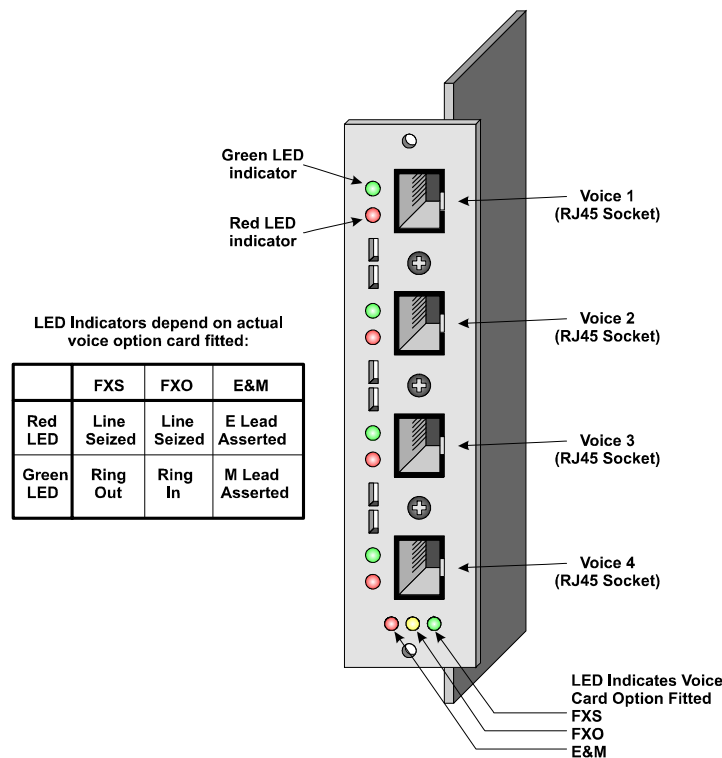 Green LED
indicator
Red LED
indicator
Voice 1
(RJ45 Socket)
Voice 2
(RJ45 Socket)
LED Indicators depend on actual
voice option card fitted:
FXS FXO E&M
Red LED Line Seized Line Seized E Lead Asserted
Green LED Ring Out Ring In M Lead Asserted
Voice 3
(RJ45 Socket)
Voice 4
(RJ45 Socket)
LED Indicates Voice
Card Option Fitted
FXS
FXO
E&M